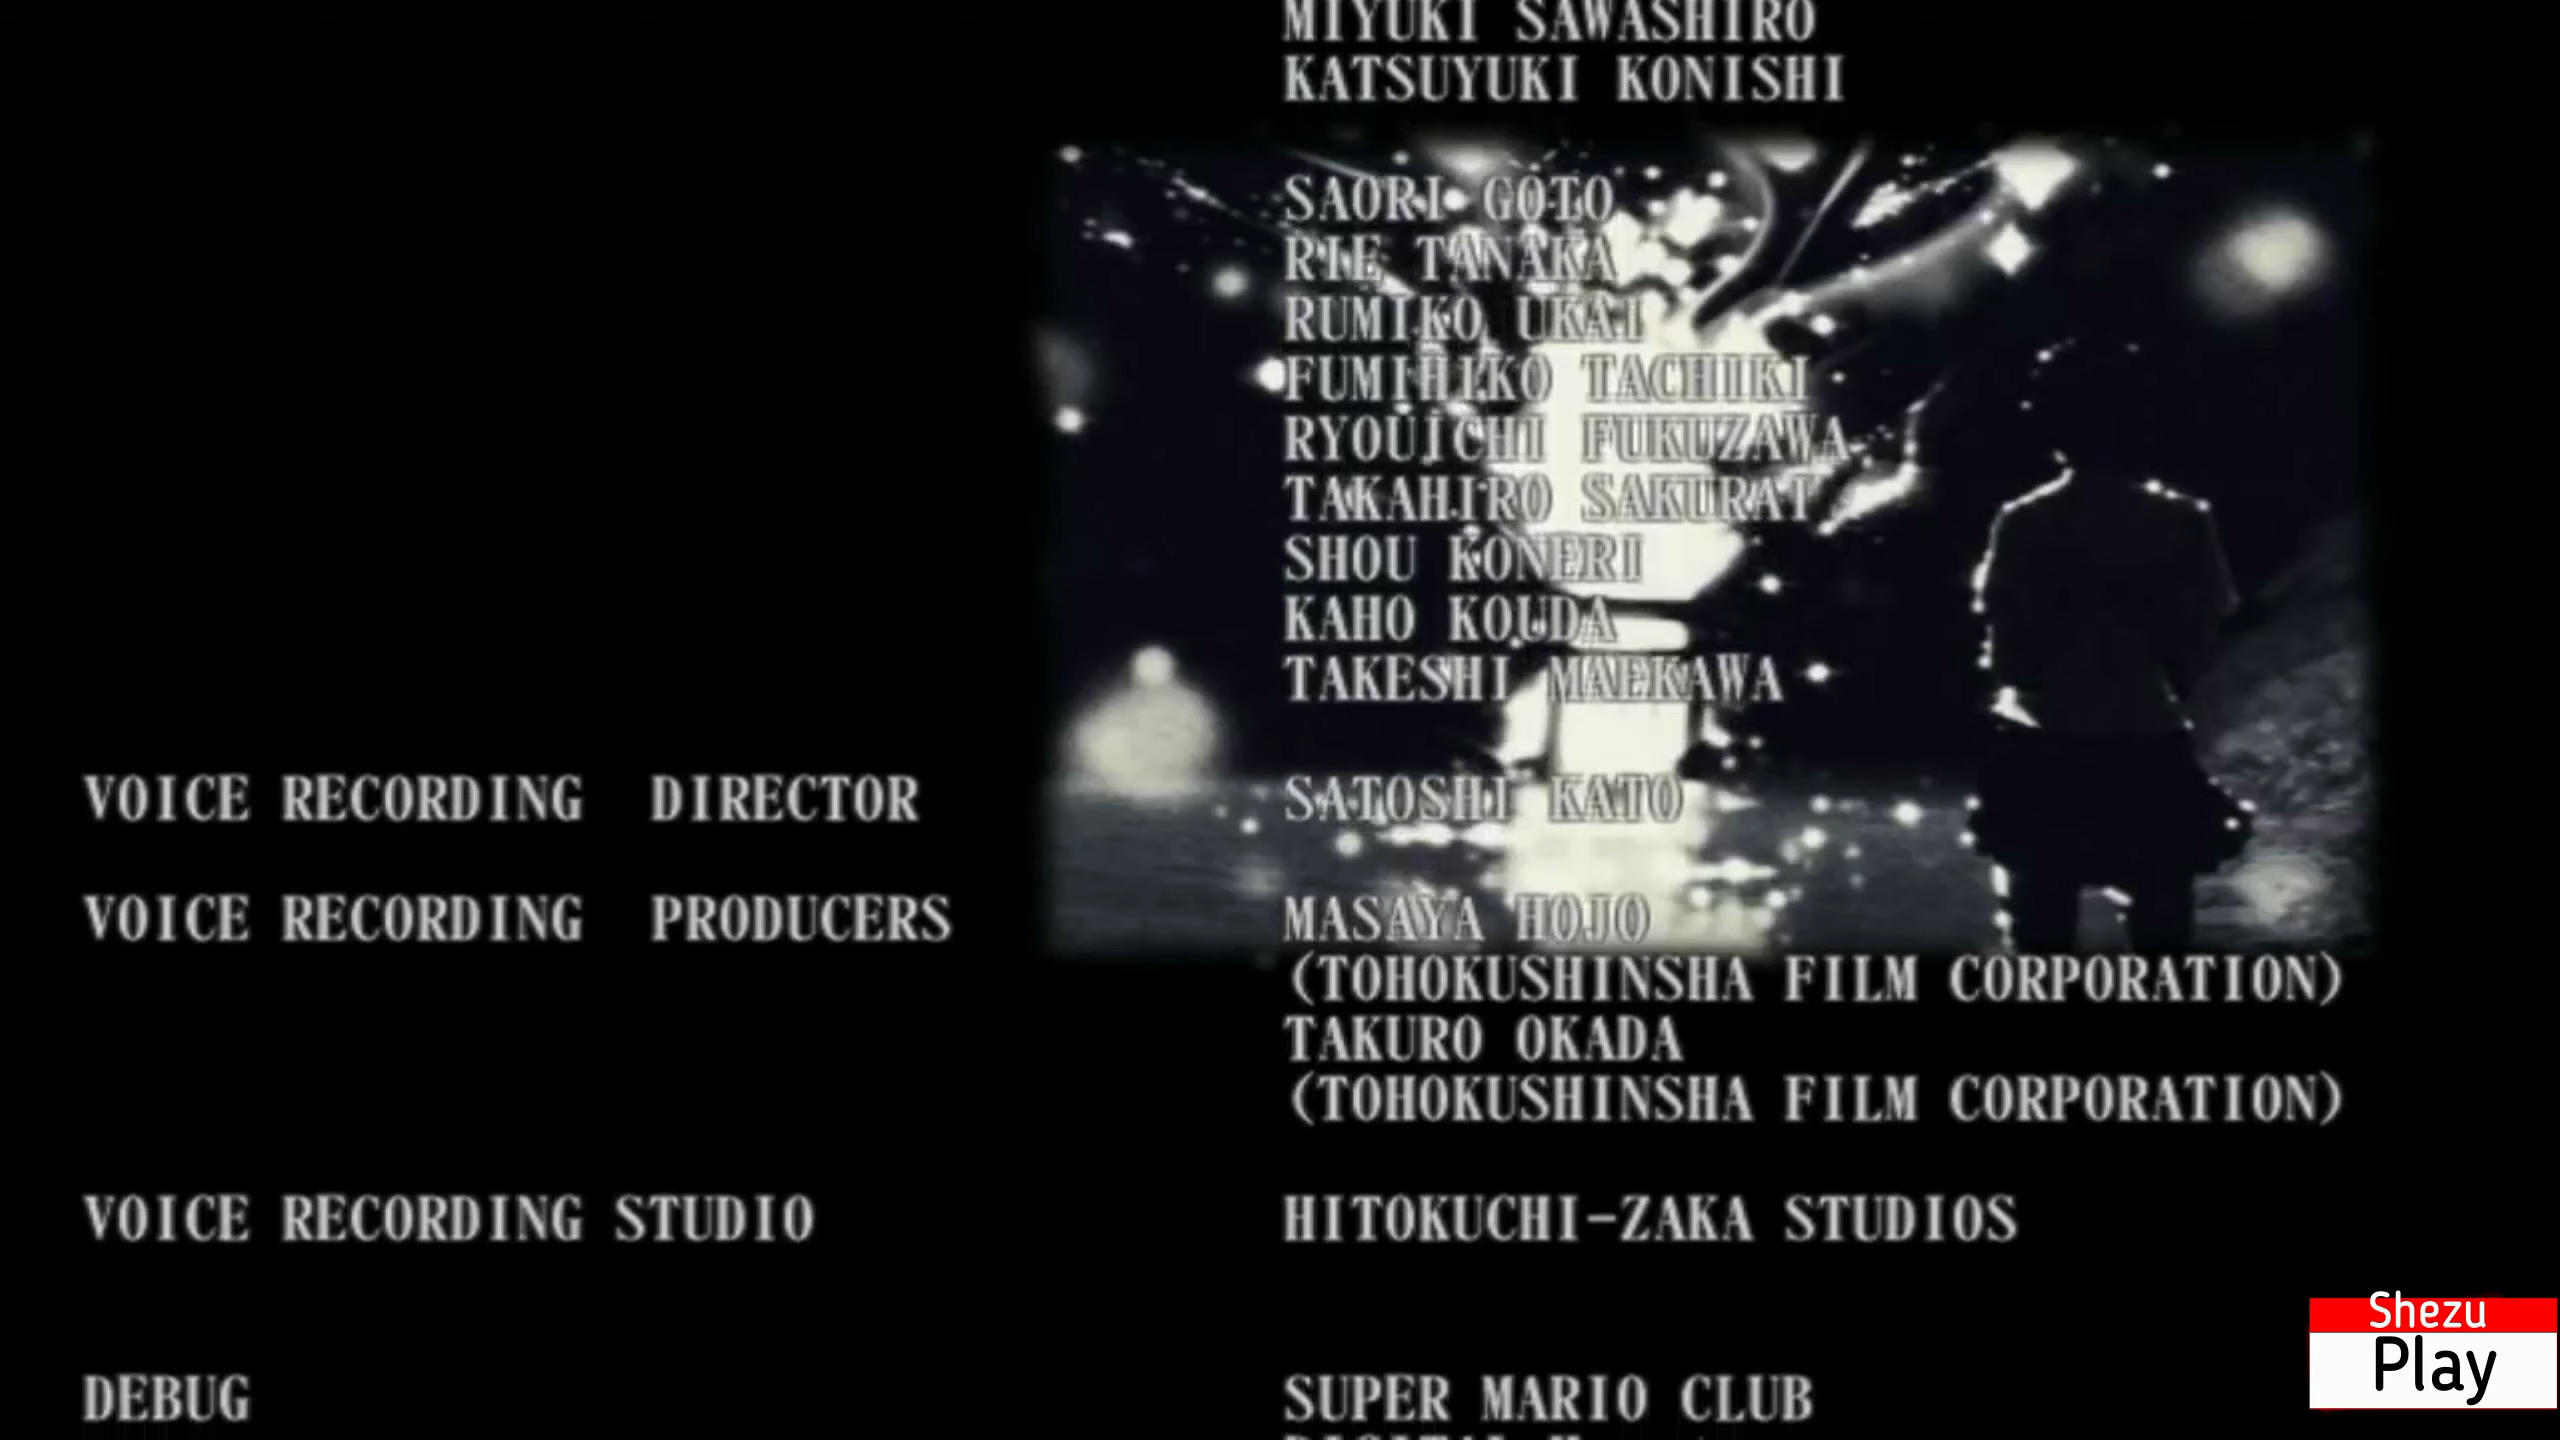 MIYUKI SAWASHIRO
KATSUYUKI KONISHI
SAORI GOTO
RIE TANAKA
RUMIKO UKAI
FUMIHIKO TACHIKI
RYOUICHI FUKUZAWA
TAKAHIRO SAKURAI
SHOU KONERI
KAHO KOUDA
TAKESHI MAEKAWA
VOICE RECORDING DIRECTOR SATOSHI KATO
VOICE RECORDING PRODUCERS MASAYA HOJO
(TOHOKUSHINSHA FILM CORPORATION)
TAKURO OKADA
(TOHOKUSHINSHA FILM CORPORATION)
VOICE RECORDING STUDIO HITOKUCHI-ZAKA STUDIOS
DEBUG SUPER MARIO CLUB
Shezu
Play